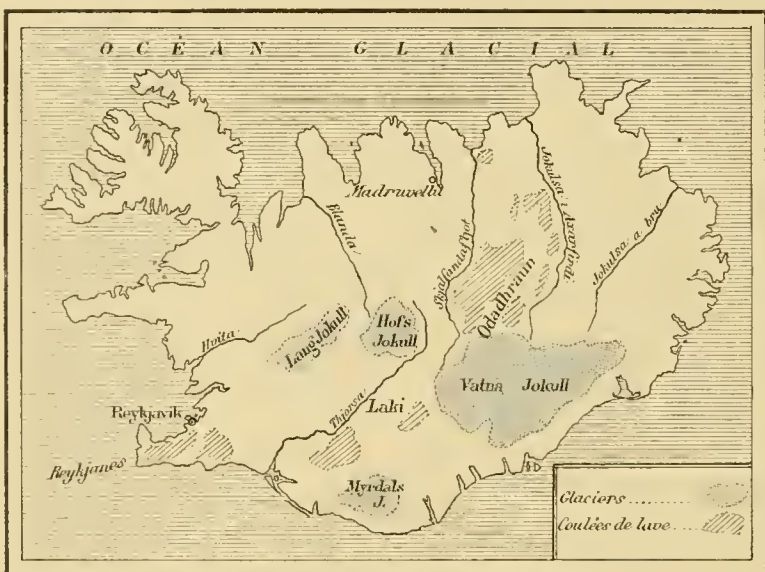 OCÉAN GLACIAL
Madruvellir
Blanda
Skjalfandafljot
Jokulsa i Axarfirdi
Jokulsa a bru
Odadhraun
Hvita
Lang Jokull
Hofs
Jokull
Vatna Jokull
Thjorsa
Laki
Reykjavik
Reykjanes
Myrdals
J.
Glaciers
Coulées de lave